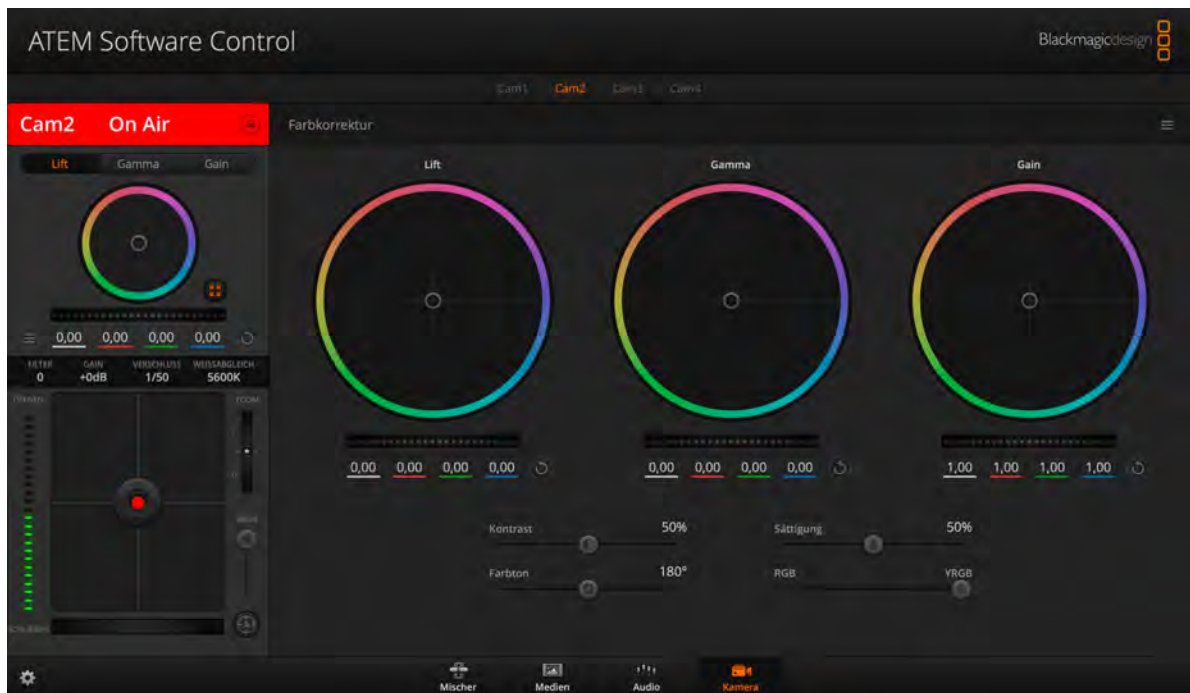 ATEM Software Control
Blackmagicdesign
Cam1 Cam2 Cam3 Cam4
Cam2 On Air
Farbkorrektur
Lift Gamma Gain
Lift Gamma Gain
0,00 0,00 0,00 0,00
FILTER GAIN VERSCHLUSS WEISSABGLEICH
0 +0dB 1/50 5600K
ZOOM
0,00 0,00 0,00 0,00
0,00 0,00 0,00 0,00
1,00 1,00 1,00 1,00
Kontrast 50%
Sättigung 50%
Farbton 180°
RGB YRGB
Mischer Medien Audio Kamera